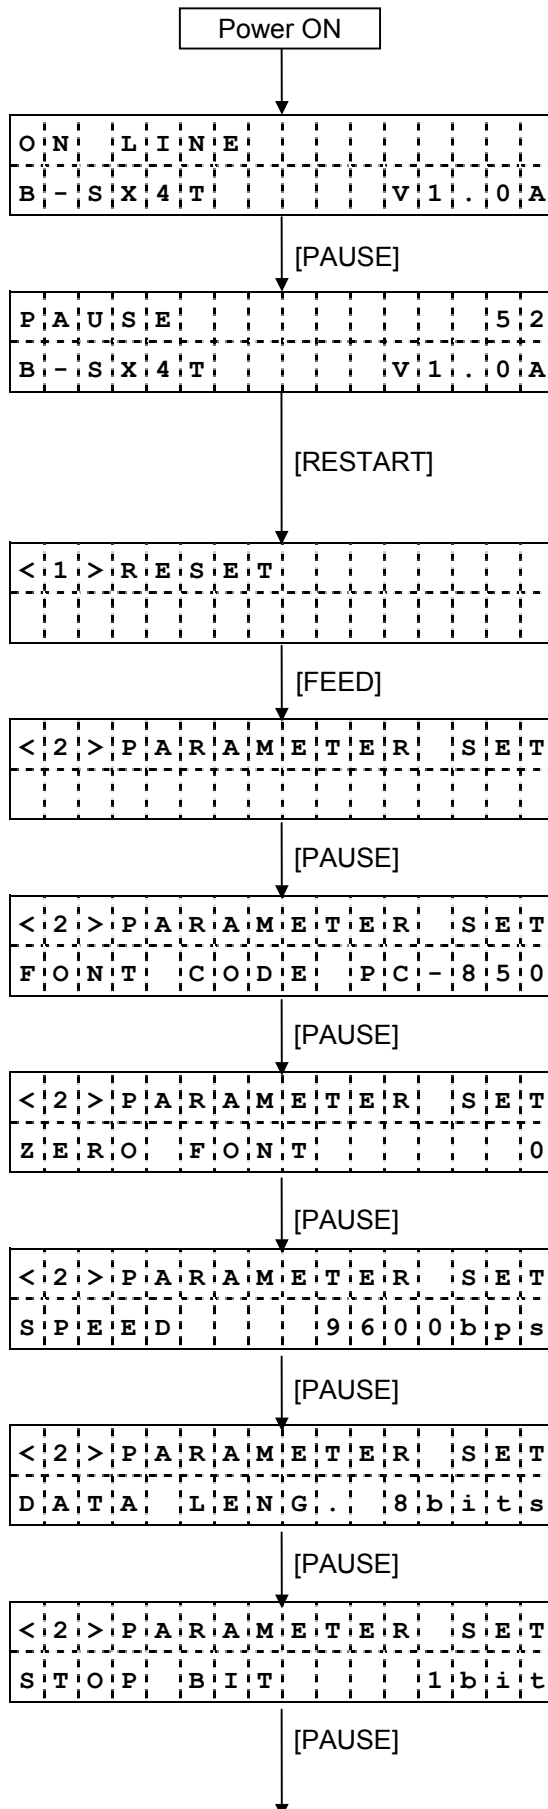 Power ON
ON LINE
B-SX4T V1.0A
[PAUSE]
PAUSE 52
B-SX4T V1.0A
[RESTART]
<1>RESET
[FEED]
<2>PARAMETER SET
[PAUSE]
<2>PARAMETER SET
FONT CODE PC-850
[PAUSE]
<2>PARAMETER SET
ZERO FONT 0
[PAUSE]
<2>PARAMETER SET
SPEED 9600bps
[PAUSE]
<2>PARAMETER SET
DATA LENG. 8bits
[PAUSE]
<2>PARAMETER SET
STOP BIT 1bit
[PAUSE]